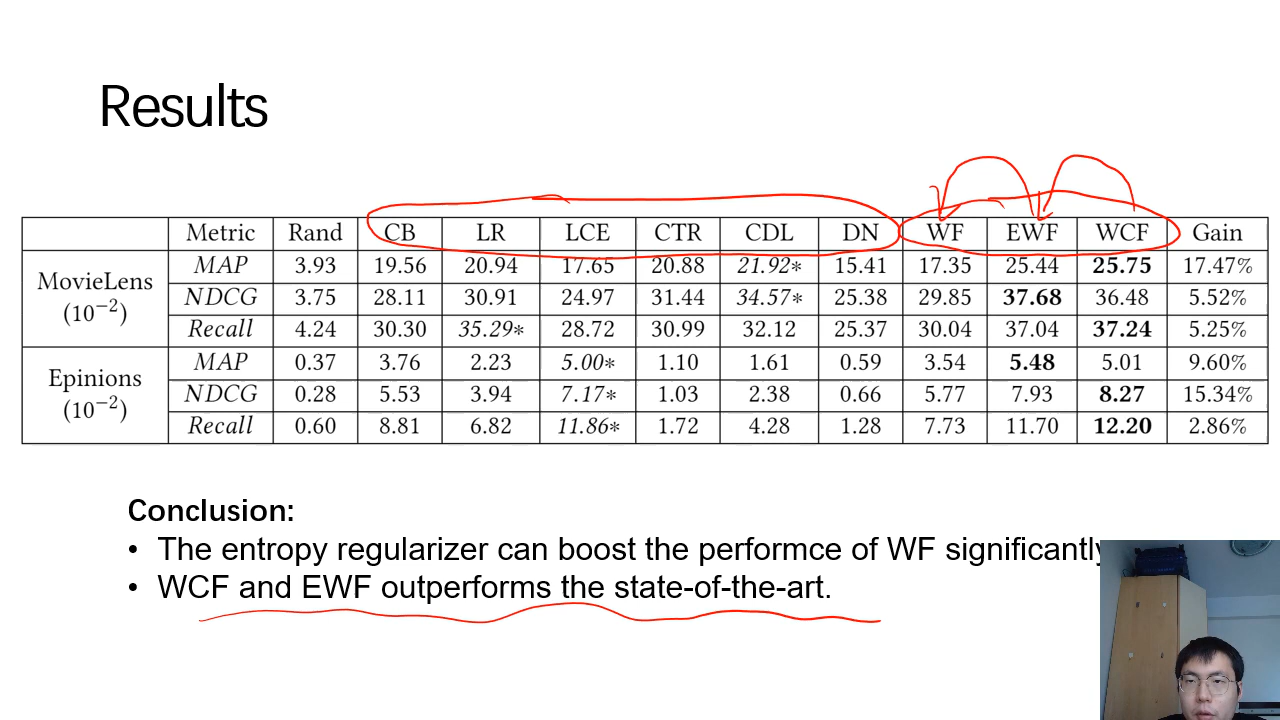 Results
Metric Rand CB LR LCE CTR CDL DN WF EWF WCF Gain
MovieLens (10⁻²)
MAP 3.93 19.56 20.94 17.65 20.88 21.92* 15.41 17.35 25.44 25.75 17.47%
NDCG 3.75 28.11 30.91 24.97 31.44 34.57* 25.38 29.85 37.68 36.48 5.52%
Recall 4.24 30.30 35.29* 28.72 30.99 32.12 25.37 30.04 37.04 37.24 5.25%
Epinions (10⁻²)
MAP 0.37 3.76 2.23 5.00* 1.10 1.61 0.59 3.54 5.48 5.01 9.60%
NDCG 0.28 5.53 3.94 7.17* 1.03 2.38 0.66 5.77 7.93 8.27 15.34%
Recall 0.60 8.81 6.82 11.86* 1.72 4.28 1.28 7.73 11.70 12.20 2.86%
Conclusion:
• The entropy regularizer can boost the performce of WF significantly
• WCF and EWF outperforms the state-of-the-art.